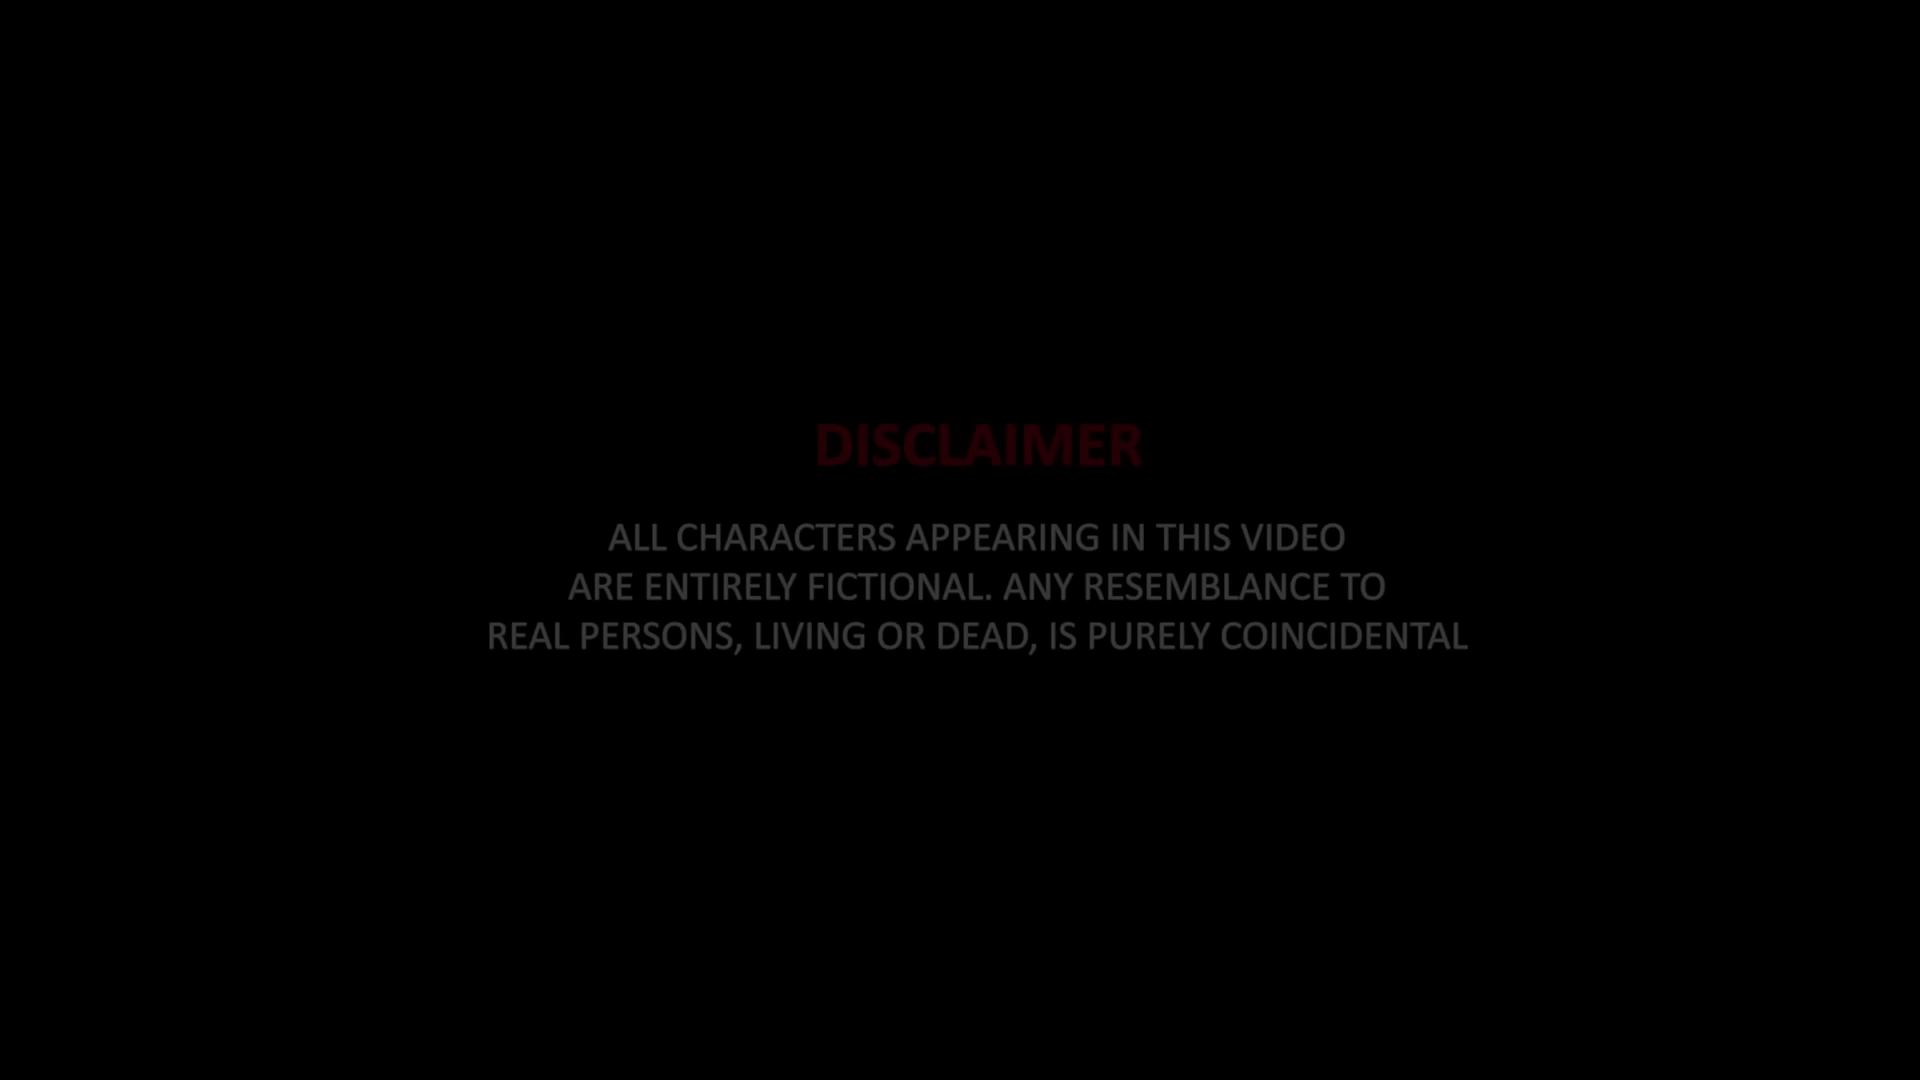 DISCLAIMER
ALL CHARACTERS APPEARING IN THIS VIDEO
ARE ENTIRELY FICTIONAL. ANY RESEMBLANCE TO
REAL PERSONS, LIVING OR DEAD, IS PURELY COINCIDENTAL